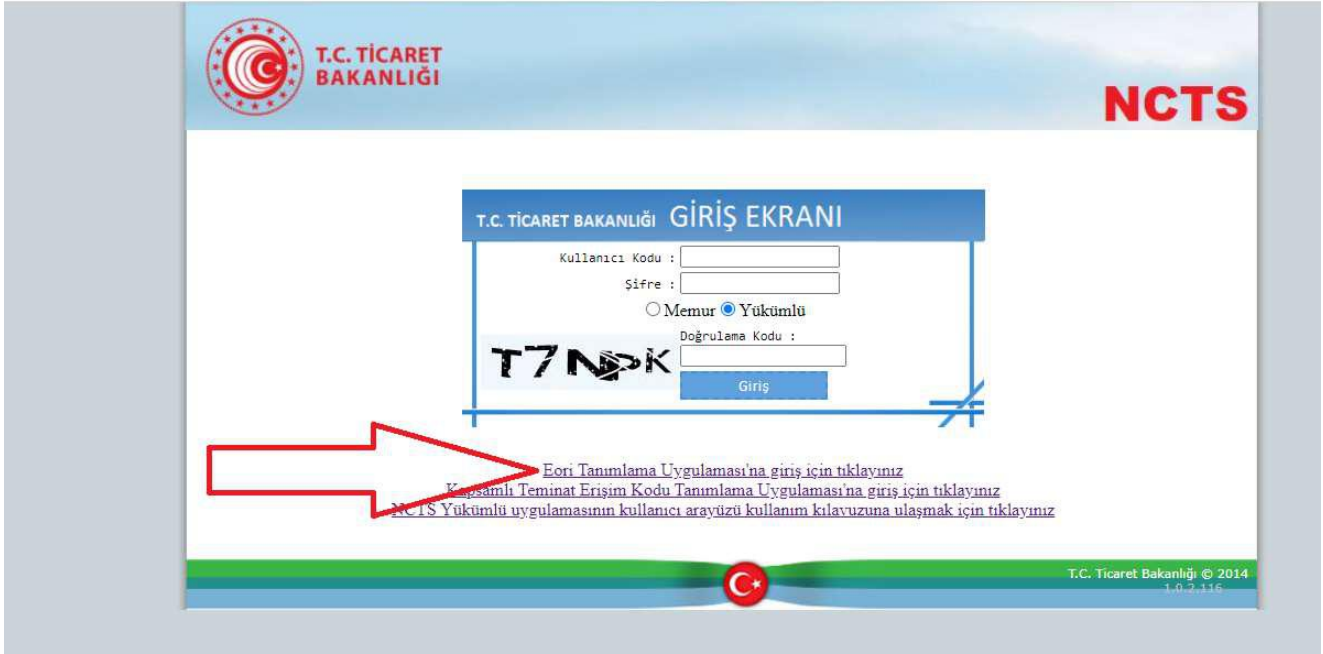 T.C. TİCARET
BAKANLIĞI
NCTS
T.C. TİCARET BAKANLIĞI GİRİŞ EKRANI
Kullanıcı Kodu :
Şifre :
Memur Yükümlü
Doğrulama Kodu :
T7NPK
Giriş
Eori Tanımlama Uygulaması'na giriş için tıklayınız
Kapsamlı Teminat Erişim Kodu Tanımlama Uygulaması'na giriş için tıklayınız
NCTS Yükümlü uygulamasının kullanıcı arayüzü kullanım kılavuzuna ulaşmak için tıklayınız
T.C. Ticaret Bakanlığı © 2014
1.0.2.116